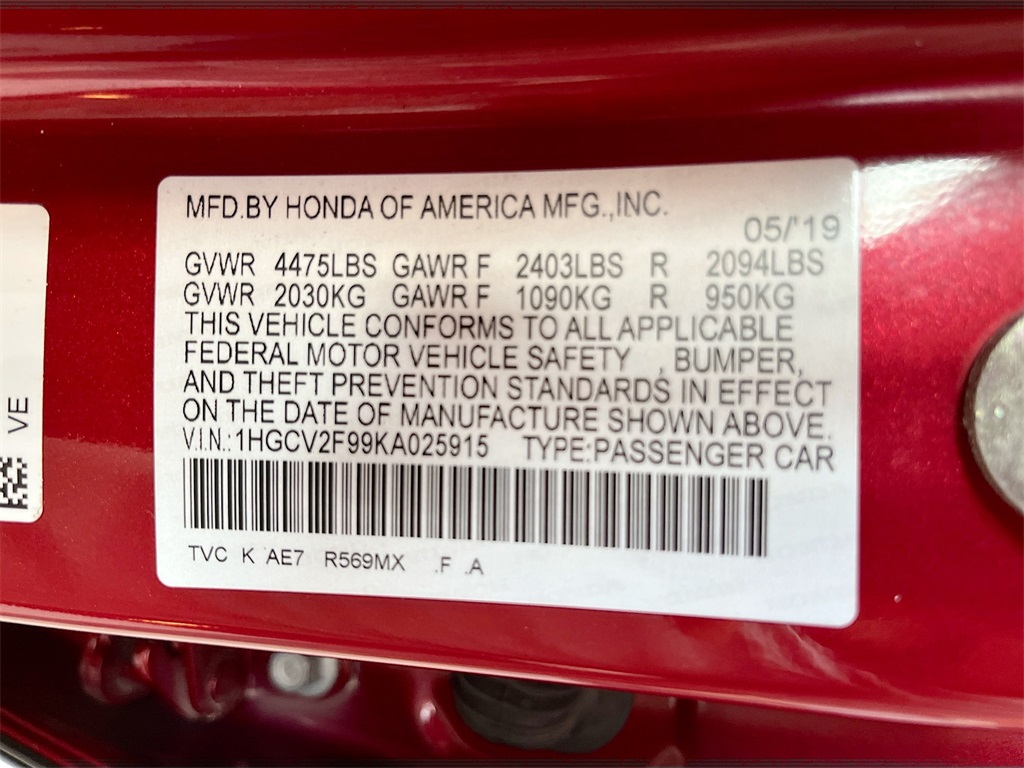 MFD.BY HONDA OF AMERICA MFG.,INC.
05/'19
GVWR 4475LBS GAWR F 2403LBS R 2094LBS
GVWR 2030KG GAWR F 1090KG R 950KG
THIS VEHICLE CONFORMS TO ALL APPLICABLE
FEDERAL MOTOR VEHICLE SAFETY , BUMPER,
AND THEFT PREVENTION STANDARDS IN EFFECT
ON THE DATE OF MANUFACTURE SHOWN ABOVE.
V.I.N.:1HGCV2F99KA025915 TYPE:PASSENGER CAR
TVC K AE7 R569MX .F .A
VE